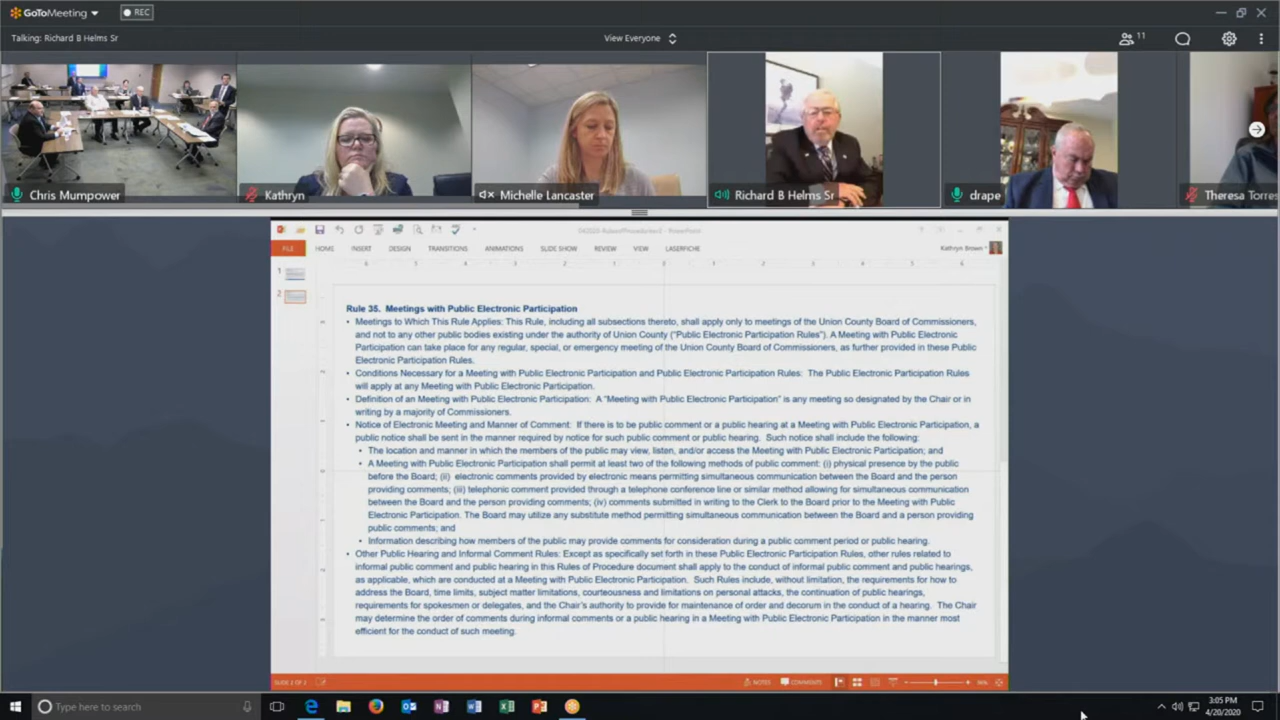 GoToMeeting
REC
Talking: Richard B Helms Sr
View Everyone
11
Chris Mumpower
Kathryn
Michelle Lancaster
Richard B Helms Sr
drape
Theresa Torres
PowerPoint
FILE HOME INSERT DESIGN TRANSITIONS ANIMATIONS SLIDE SHOW REVIEW VIEW LASERFICHE
Kathryn Brown
1
2
Rule 35. Meetings with Public Electronic Participation
• Meetings to Which This Rule Applies: This Rule, including all subsections thereto, shall apply only to meetings of the Union County Board of Commissioners,
and not to any other public bodies existing under the authority of Union County ("Public Electronic Participation Rules"). A Meeting with Public Electronic
Participation can take place for any regular, special, or emergency meeting of the Union County Board of Commissioners, as further provided in these Public
Electronic Participation Rules.
• Conditions Necessary for a Meeting with Public Electronic Participation and Public Electronic Participation Rules: The Public Electronic Participation Rules
will apply at any Meeting with Public Electronic Participation.
• Definition of an Meeting with Public Electronic Participation: A "Meeting with Public Electronic Participation" is any meeting so designated by the Chair or in
writing by a majority of Commissioners.
• Notice of Electronic Meeting and Manner of Comment: If there is to be public comment or a public hearing at a Meeting with Public Electronic Participation, a
public notice shall be sent in the manner required by notice for such public comment or public hearing. Such notice shall include the following:
• The location and manner in which the members of the public may view, listen, and/or access the Meeting with Public Electronic Participation; and
• A Meeting with Public Electronic Participation shall permit at least two of the following methods of public comment: (i) physical presence by the public
before the Board; (ii) electronic comments provided by electronic means permitting simultaneous communication between the Board and the person
providing comments; (iii) telephonic comment provided through a telephone conference line or similar method allowing for simultaneous communication
between the Board and the person providing comments; (iv) comments submitted in writing to the Clerk to the Board prior to the Meeting with Public
Electronic Participation. The Board may utilize any substitute method permitting simultaneous communication between the Board and a person providing
public comments; and
• Information describing how members of the public may provide comments for consideration during a public comment period or public hearing.
• Other Public Hearing and Informal Comment Rules: Except as specifically set forth in these Public Electronic Participation Rules, other rules related to
informal public comment and public hearing in this Rules of Procedure document shall apply to the conduct of informal public comment and public hearings,
as applicable, which are conducted at a Meeting with Public Electronic Participation. Such Rules include, without limitation, the requirements for how to
address the Board, time limits, subject matter limitations, courteousness and limitations on personal attacks, the continuation of public hearings,
requirements for spokesmen or delegates, and the Chair's authority to provide for maintenance of order and decorum in the conduct of a hearing. The Chair
may determine the order of comments during informal comments or a public hearing in a Meeting with Public Electronic Participation in the manner most
efficient for the conduct of such meeting.
SLIDE 2 OF 2
NOTES
COMMENTS
Type here to search
3:05 PM
4/20/2020